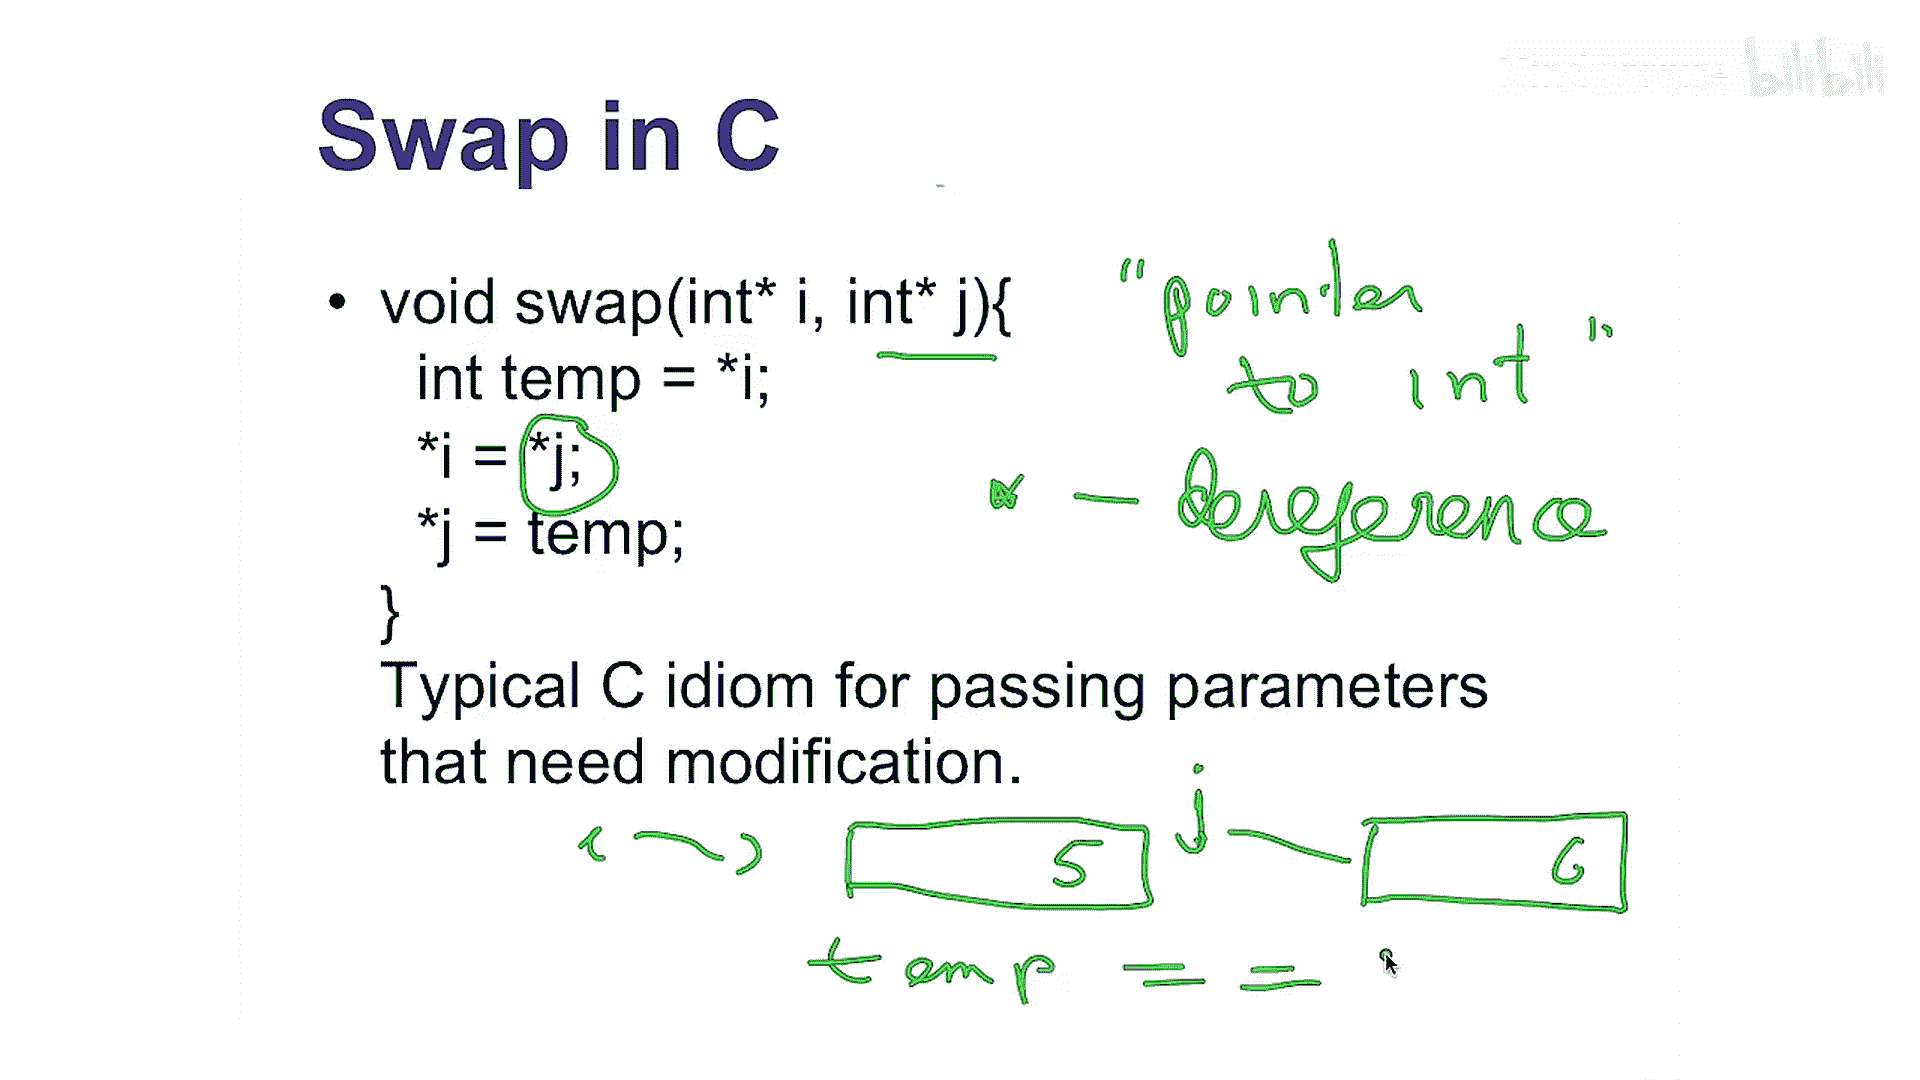 bilibili
Swap in C
• void swap(int* i, int* j){
int temp = *i;
*i = *j;
*j = temp;
}
Typical C idiom for passing parameters
that need modification.
"pointer
to int"
* — dereference
i 5 j 6
temp ==